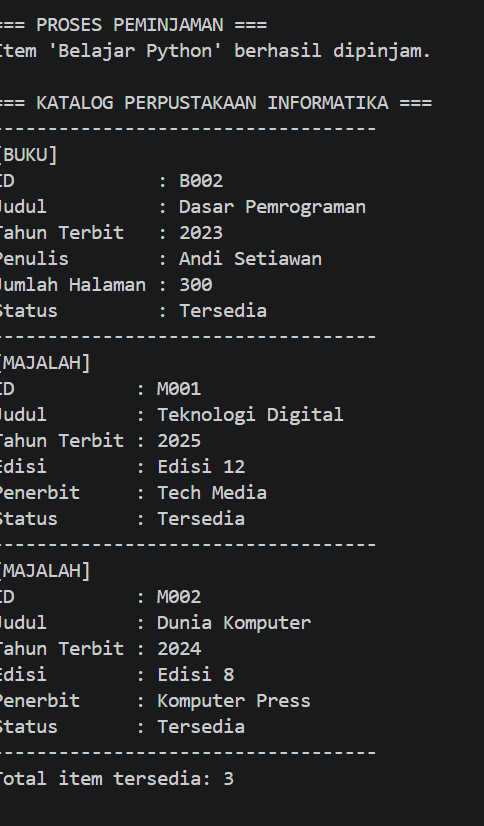 === PROSES PEMINJAMAN ===
Item 'Belajar Python' berhasil dipinjam.
=== KATALOG PERPUSTAKAAN INFORMATIKA ===
-----------------------------------
[BUKU]
ID             : B002
Judul          : Dasar Pemrograman
Tahun Terbit   : 2023
Penulis        : Andi Setiawan
Jumlah Halaman : 300
Status         : Tersedia
-----------------------------------
[MAJALAH]
ID           : M001
Judul        : Teknologi Digital
Tahun Terbit : 2025
Edisi        : Edisi 12
Penerbit     : Tech Media
Status       : Tersedia
-----------------------------------
[MAJALAH]
ID           : M002
Judul        : Dunia Komputer
Tahun Terbit : 2024
Edisi        : Edisi 8
Penerbit     : Komputer Press
Status       : Tersedia
-----------------------------------
Total item tersedia: 3